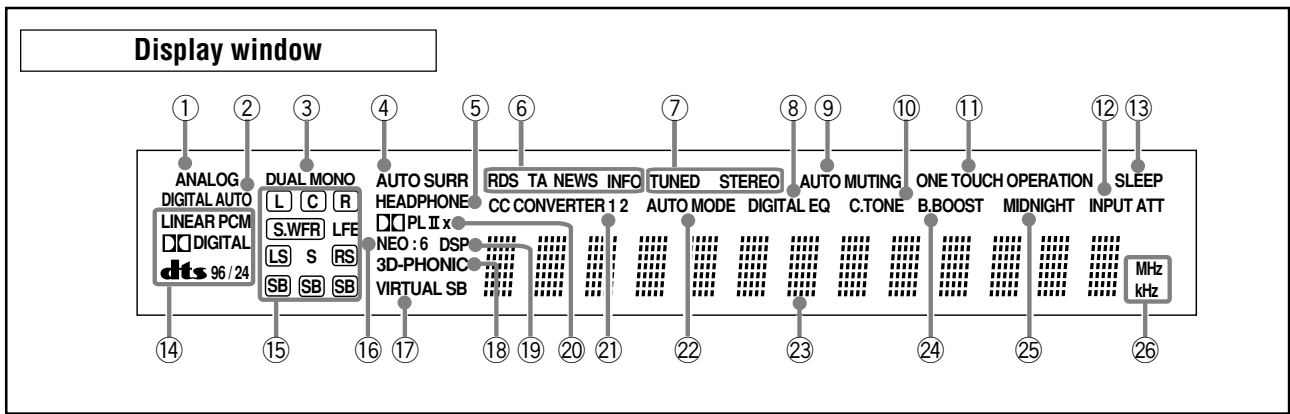 Display window
① ② ③ ④ ⑤ ⑥ ⑦ ⑧ ⑨ ⑩ ⑪ ⑫ ⑬
ANALOG DUAL MONO AUTO SURR RDS TA NEWS INFO TUNED STEREO AUTO MUTING ONE TOUCH OPERATION SLEEP
DIGITAL AUTO L C R HEADPHONE CC CONVERTER 1 2 AUTO MODE DIGITAL EQ C.TONE B.BOOST MIDNIGHT INPUT ATT
LINEAR PCM S.WFR LFE PL II x
DIGITAL NEO : 6 DSP
LS S RS 3D-PHONIC
dts 96 / 24 MHz
SB SB SB VIRTUAL SB kHz
⑭ ⑮ ⑯ ⑰ ⑱ ⑲ ⑳ ㉑ ㉒ ㉓ ㉔ ㉕ ㉖